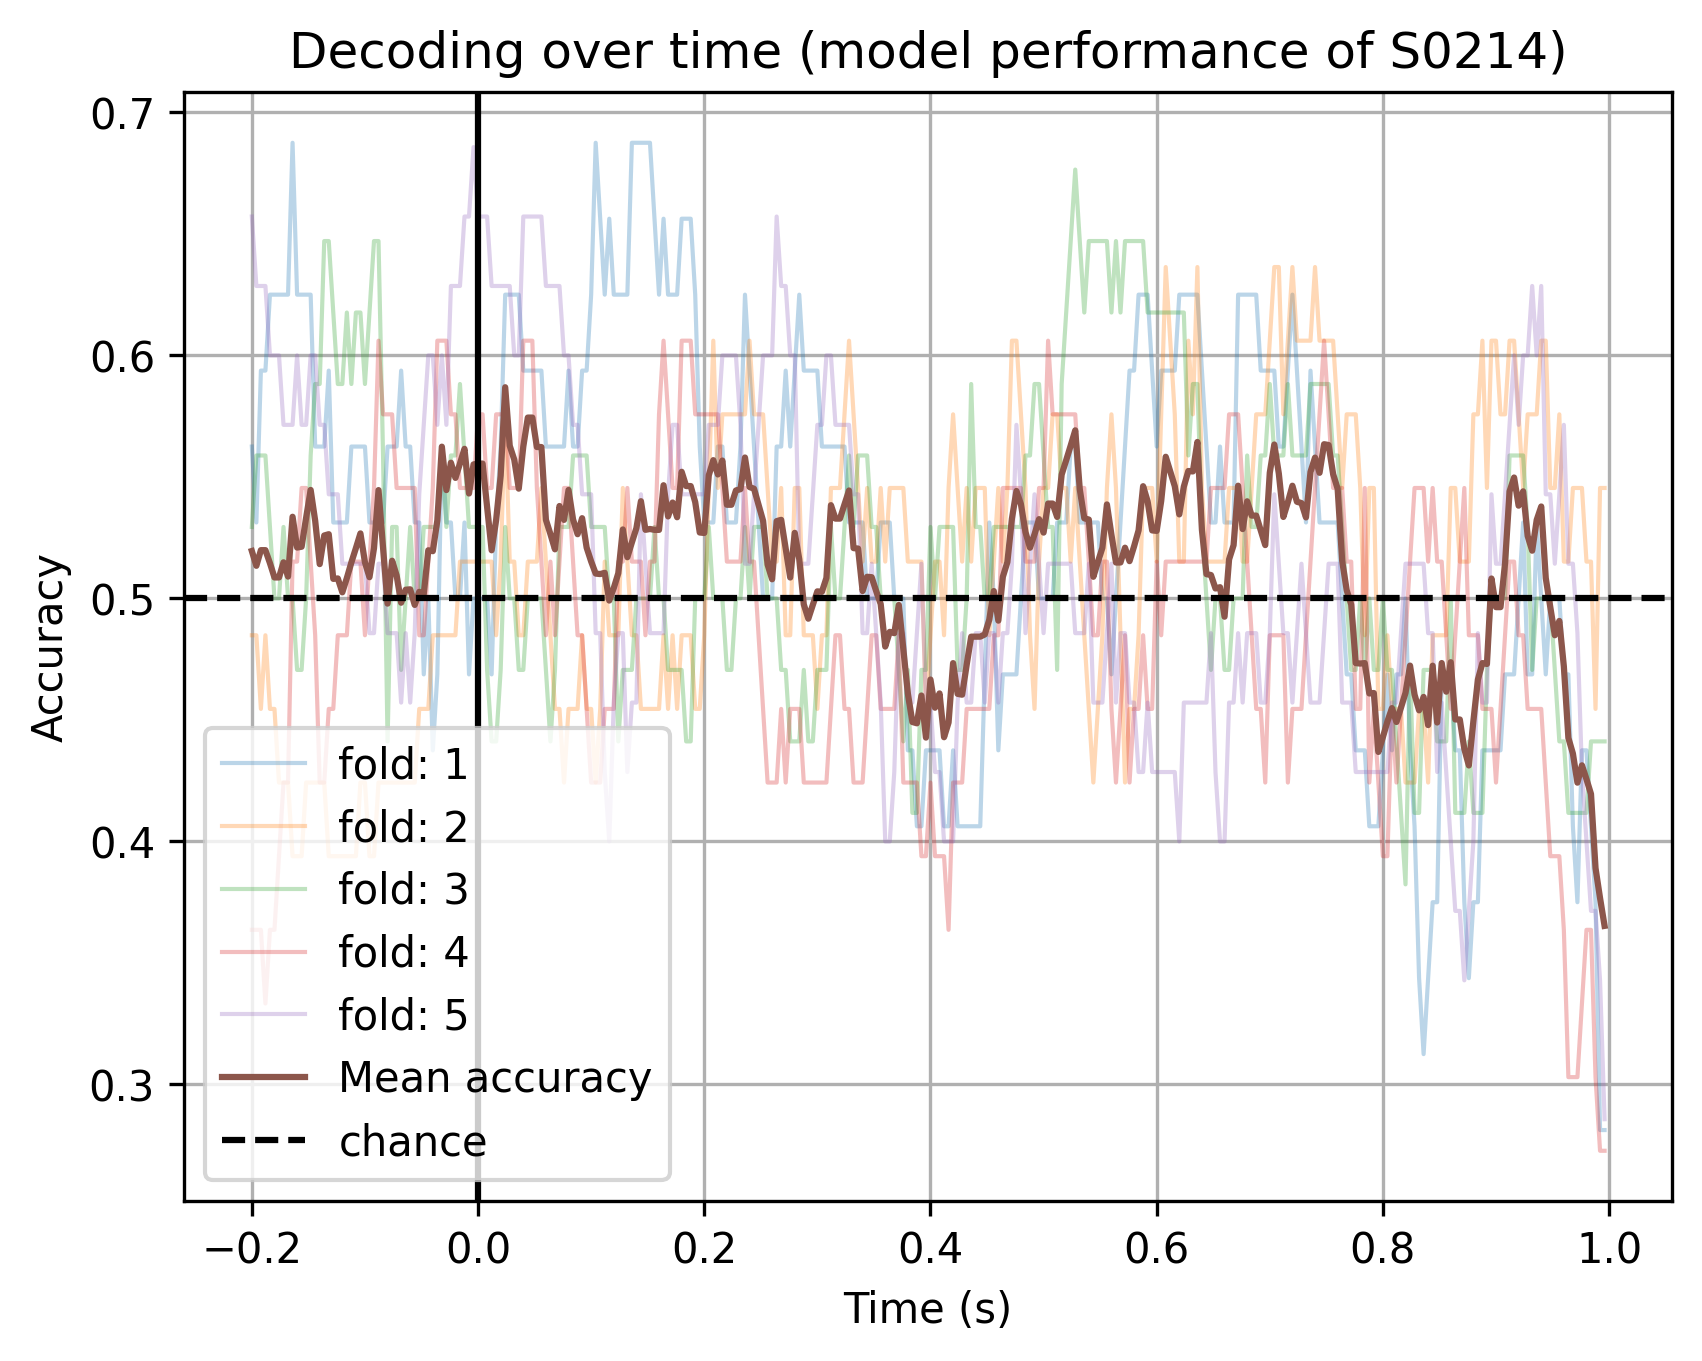 Decoding over time (model performance of S0214)
Accuracy
0.7
0.6
0.5
0.4
0.3
fold: 1
fold: 2
fold: 3
fold: 4
fold: 5
Mean accuracy
chance
−0.2 0.0 0.2 0.4 0.6 0.8 1.0
Time (s)